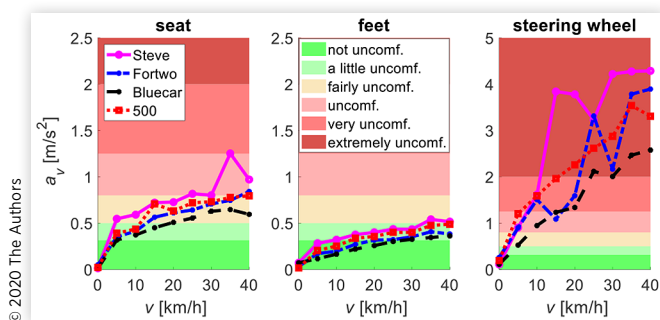 seat
feet
steering wheel
2.5
2
1.5
1
0.5
0
a_v [m/s²]
Steve
Fortwo
Bluecar
500
0 10 20 30 40
v [km/h]
2.5
2
1.5
1
0.5
0
not uncomf.
a little uncomf.
fairly uncomf.
uncomf.
very uncomf.
extremely uncomf.
0 10 20 30 40
v [km/h]
5
4
3
2
1
0
0 10 20 30 40
v [km/h]
© 2020 The Authors